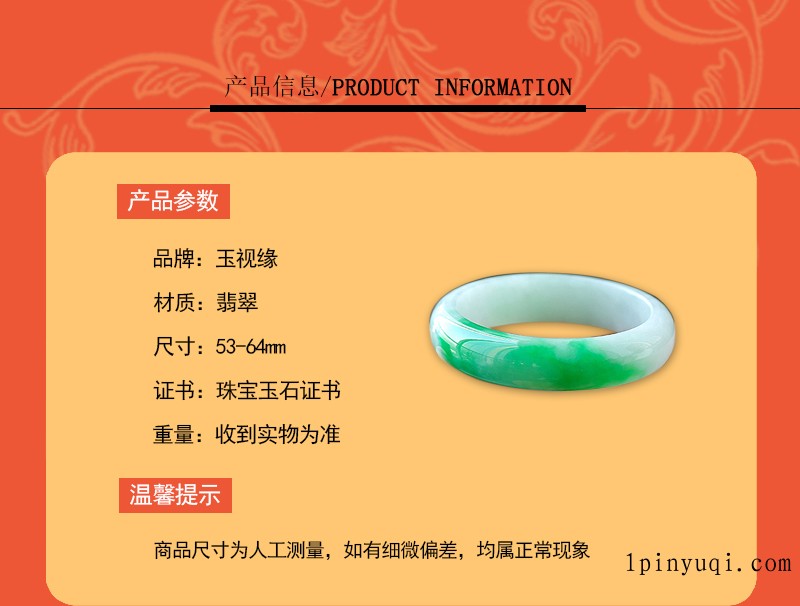 产品信息/PRODUCT INFORMATION
产品参数
品牌：玉视缘
材质：翡翠
尺寸：53-64mm
证书：珠宝玉石证书
重量：收到实物为准
温馨提示
商品尺寸为人工测量，如有细微偏差，均属正常现象
lpinyuqi.com